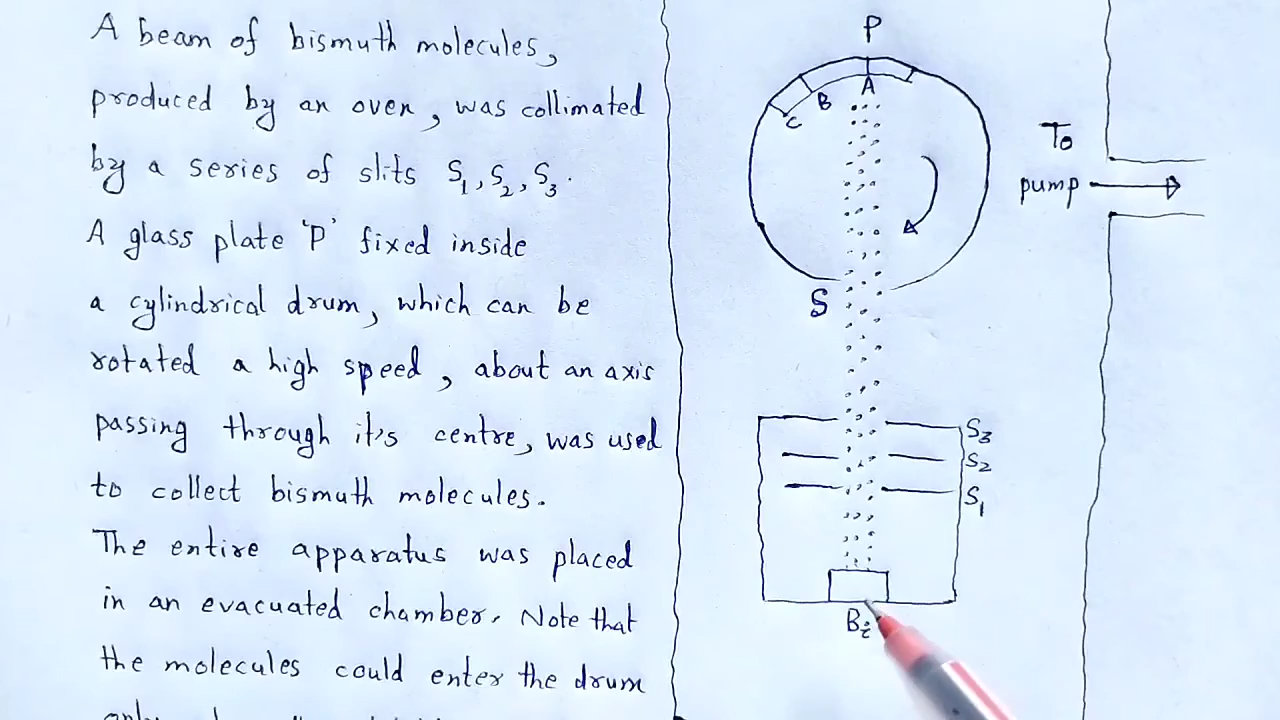 A beam of bismuth molecules,
produced by an oven, was collimated
by a series of slits S1, S2, S3.
A glass plate 'P' fixed inside
a cylindrical drum, which can be
rotated a high speed, about an axis
passing through it's centre, was used
to collect bismuth molecules.
The entire apparatus was placed
in an evacuated chamber. Note that
the molecules could enter the drum
P
A
B
C
To
pump
S
S3
S2
S1
Bi